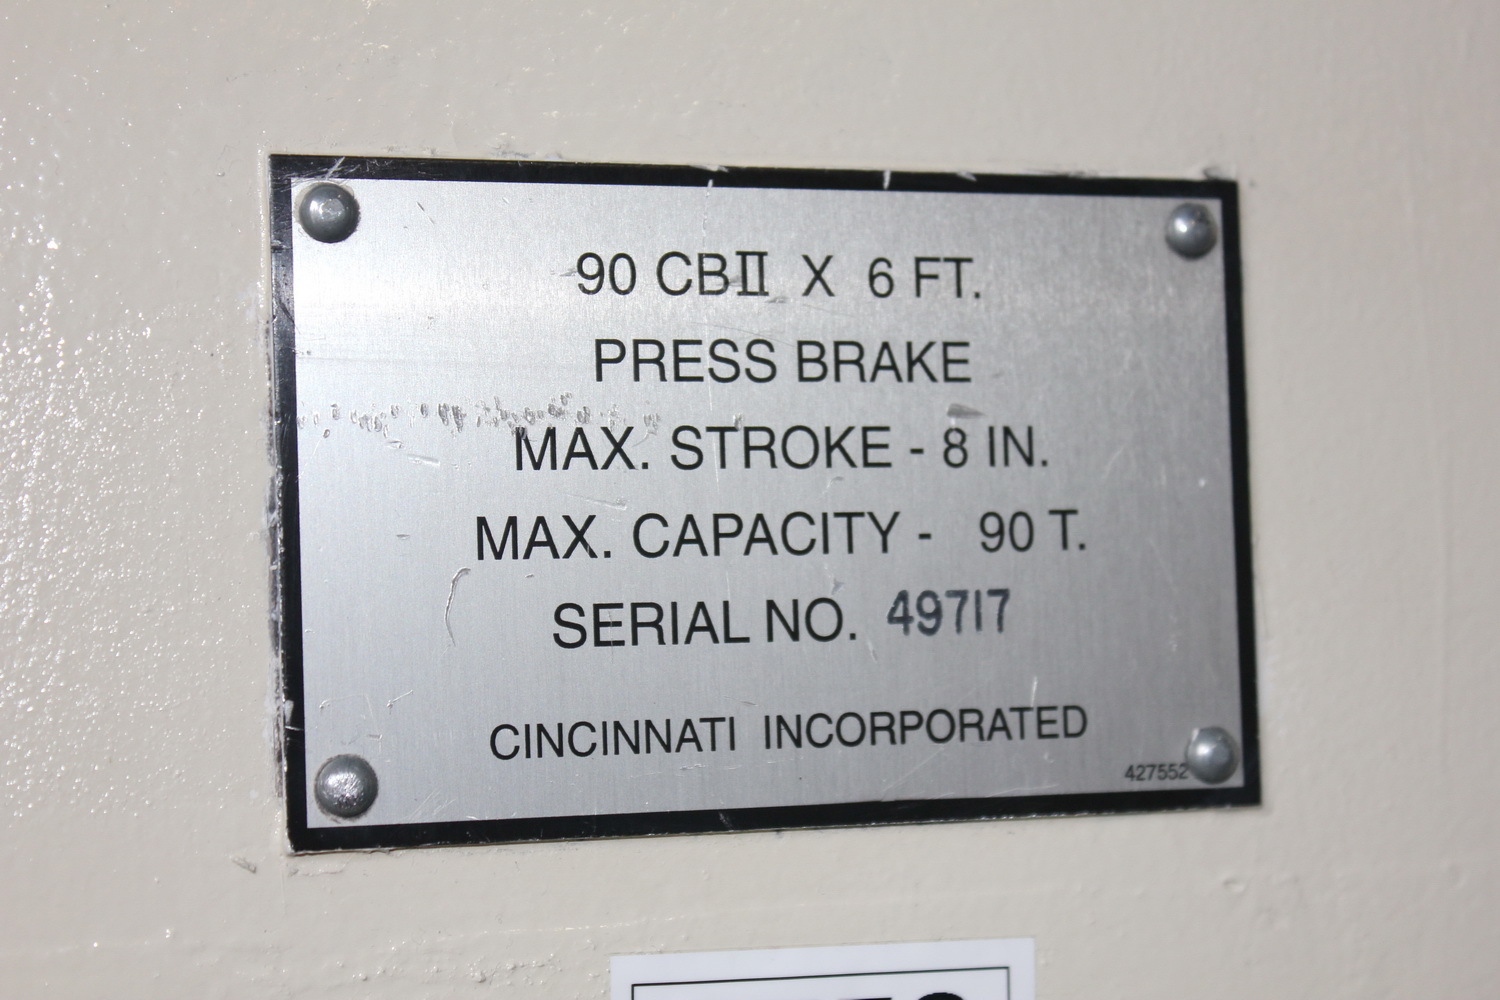 90 CBII X 6 FT.
PRESS BRAKE
MAX. STROKE - 8 IN.
MAX. CAPACITY - 90 T.
SERIAL NO. 49717
CINCINNATI INCORPORATED
427552